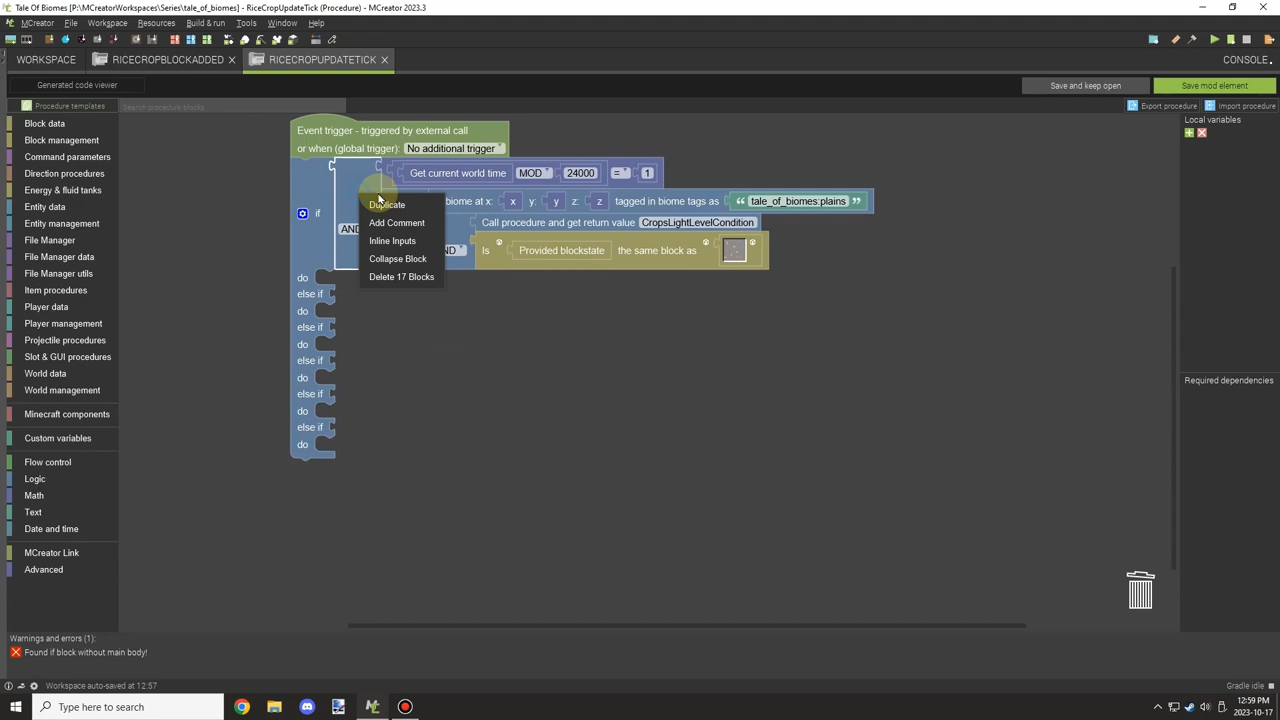 Tale Of Biomes [P:\MCreatorWorkspaces\Series\tale_of_biomes] - RiceCropUpdateTick (Procedure) - MCreator 2023.3
MCreator File Workspace Resources Build & run Tools Window Help
WORKSPACE RICECROPBLOCKADDED RICECROPUPDATETICK CONSOLE
Generated code viewer Save and keep open Save mod element
Procedure templates Search procedure blocks Export procedure Import procedure
Block data
Block management
Command parameters
Direction procedures
Energy & fluid tanks
Entity data
Entity management
File Manager
File Manager data
File Manager utils
Item procedures
Player data
Player management
Projectile procedures
Slot & GUI procedures
World data
World management
Minecraft components
Custom variables
Flow control
Logic
Math
Text
Date and time
MCreator Link
Advanced
Event trigger - triggered by external call
or when (global trigger): No additional trigger
Get current world time MOD 24000 = 1
biome at x: x y: y z: z tagged in biome tags as “ tale_of_biomes:plains ”
if
Call procedure and get return value CropsLightLevelCondition
Is Provided blockstate the same block as
Duplicate
Add Comment
Inline Inputs
Collapse Block
Delete 17 Blocks
do
else if
do
else if
do
else if
do
else if
do
else if
do
Local variables
Required dependencies
Warnings and errors (1):
Found if block without main body!
Workspace auto-saved at 12:57 Gradle idle
Type here to search
12:59 PM
2023-10-17